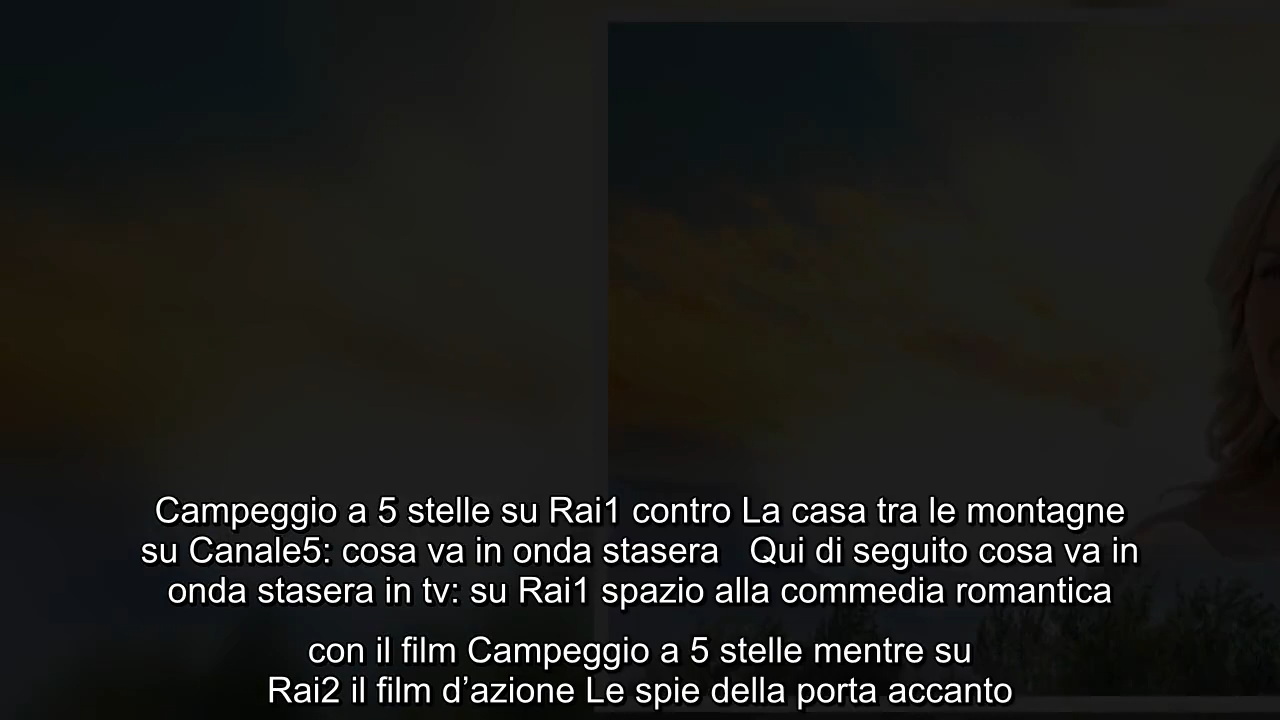 Campeggio a 5 stelle su Rai1 contro La casa tra le montagne
su Canale5: cosa va in onda stasera   Qui di seguito cosa va in
onda stasera in tv: su Rai1 spazio alla commedia romantica
con il film Campeggio a 5 stelle mentre su
Rai2 il film d’azione Le spie della porta accanto